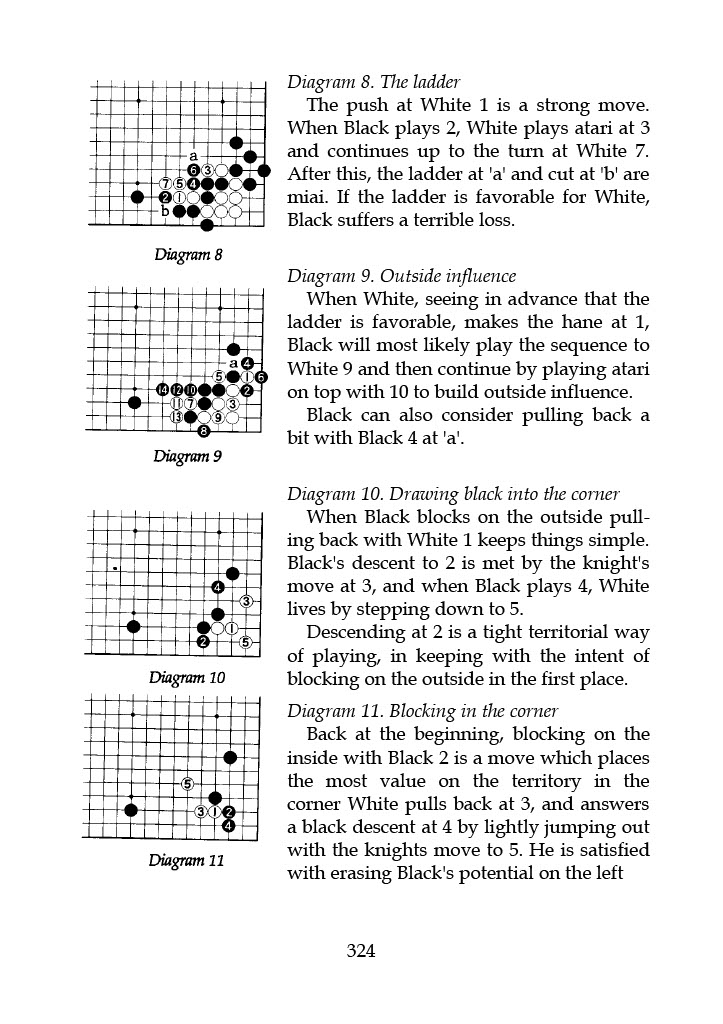 Diagram 8. The ladder
The push at White 1 is a strong move.
When Black plays 2, White plays atari at 3
and continues up to the turn at White 7.
After this, the ladder at 'a' and cut at 'b' are
miai. If the ladder is favorable for White,
Black suffers a terrible loss.
a
6 3
7 5 4
2 1
b
Diagram 8
Diagram 9. Outside influence
When White, seeing in advance that the
ladder is favorable, makes the hane at 1,
Black will most likely play the sequence to
White 9 and then continue by playing atari
on top with 10 to build outside influence.
Black can also consider pulling back a
bit with Black 4 at 'a'.
a 4
5 1 6
14 12 10 2
11 7 3
13 9
8
Diagram 9
Diagram 10. Drawing black into the corner
When Black blocks on the outside pull-
ing back with White 1 keeps things simple.
Black's descent to 2 is met by the knight's
move at 3, and when Black plays 4, White
lives by stepping down to 5.
Descending at 2 is a tight territorial way
of playing, in keeping with the intent of
blocking on the outside in the first place.
4
3
1
2 5
Diagram 10
Diagram 11. Blocking in the corner
Back at the beginning, blocking on the
inside with Black 2 is a move which places
the most value on the territory in the
corner White pulls back at 3, and answers
a black descent at 4 by lightly jumping out
with the knights move to 5. He is satisfied
with erasing Black's potential on the left
5
3 1 2
4
Diagram 11
324